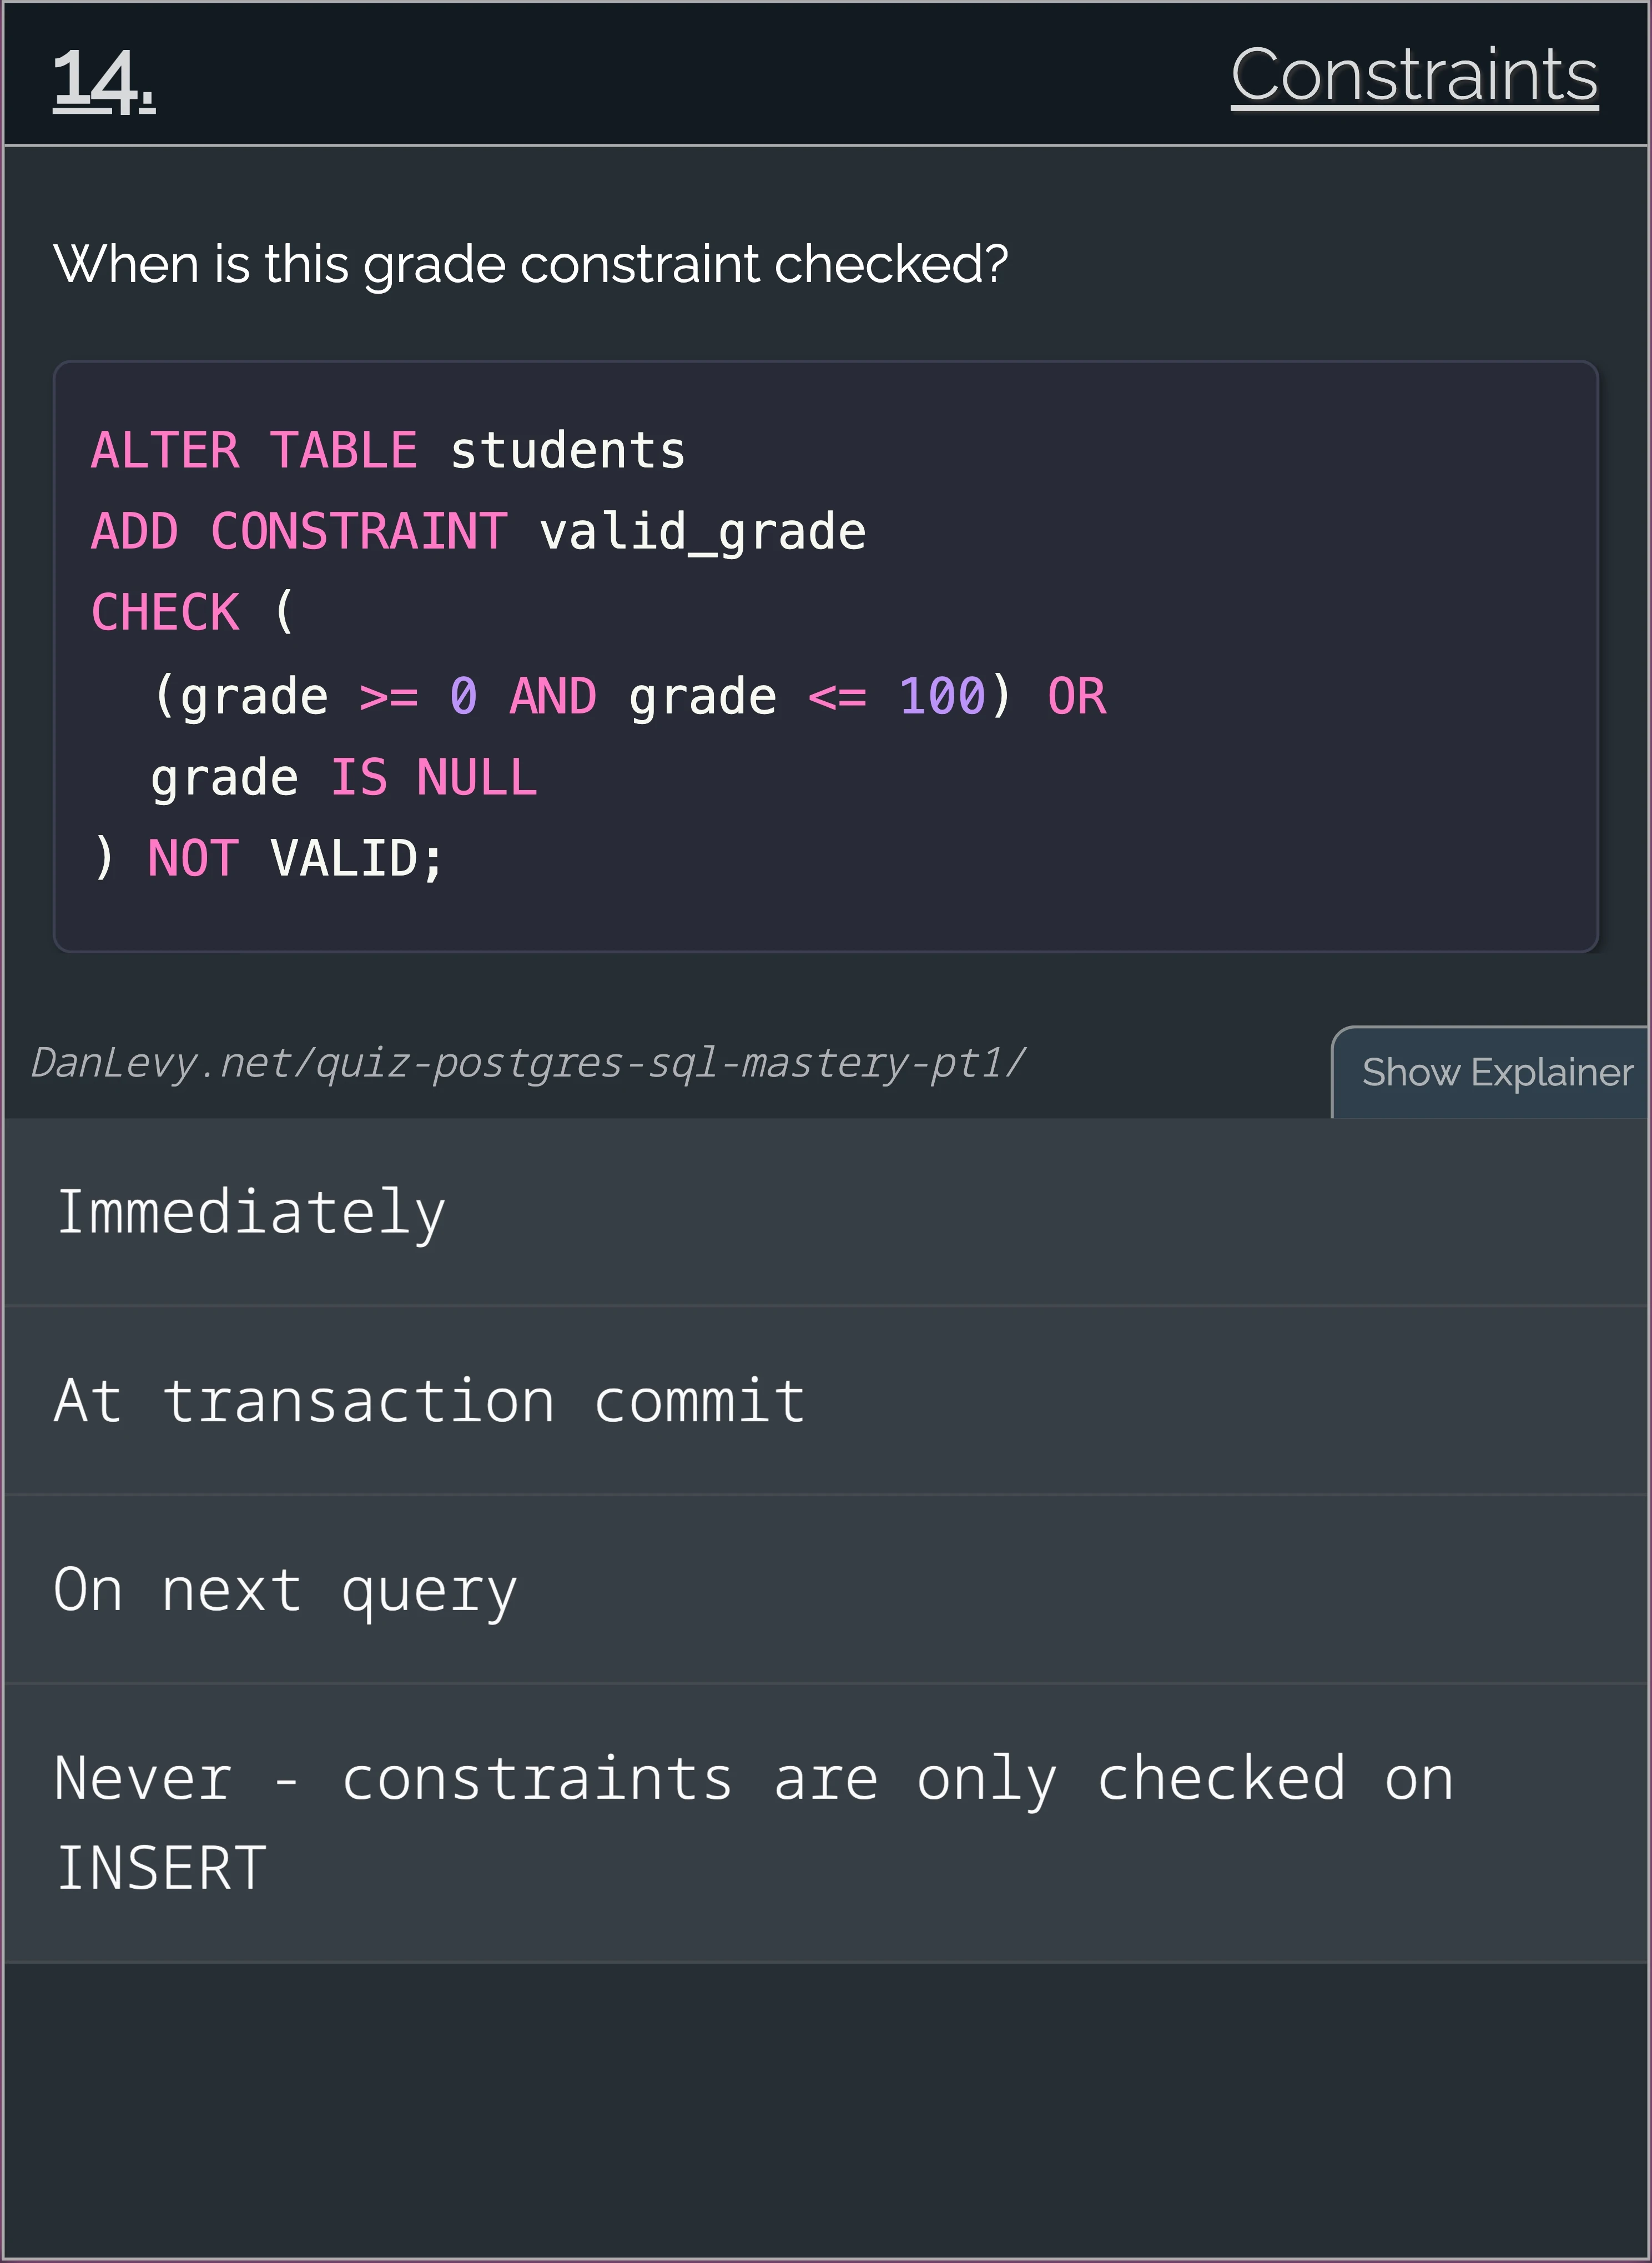 14.
Constraints
When is this grade constraint checked?
ALTER TABLE students
ADD CONSTRAINT valid_grade
CHECK (
(grade >= 0 AND grade <= 100) OR
grade IS NULL
) NOT VALID;
DanLevy.net/quiz-postgres-sql-mastery-pt1/
Show Explainer
Immediately
At transaction commit
On next query
Never - constraints are only checked on
INSERT